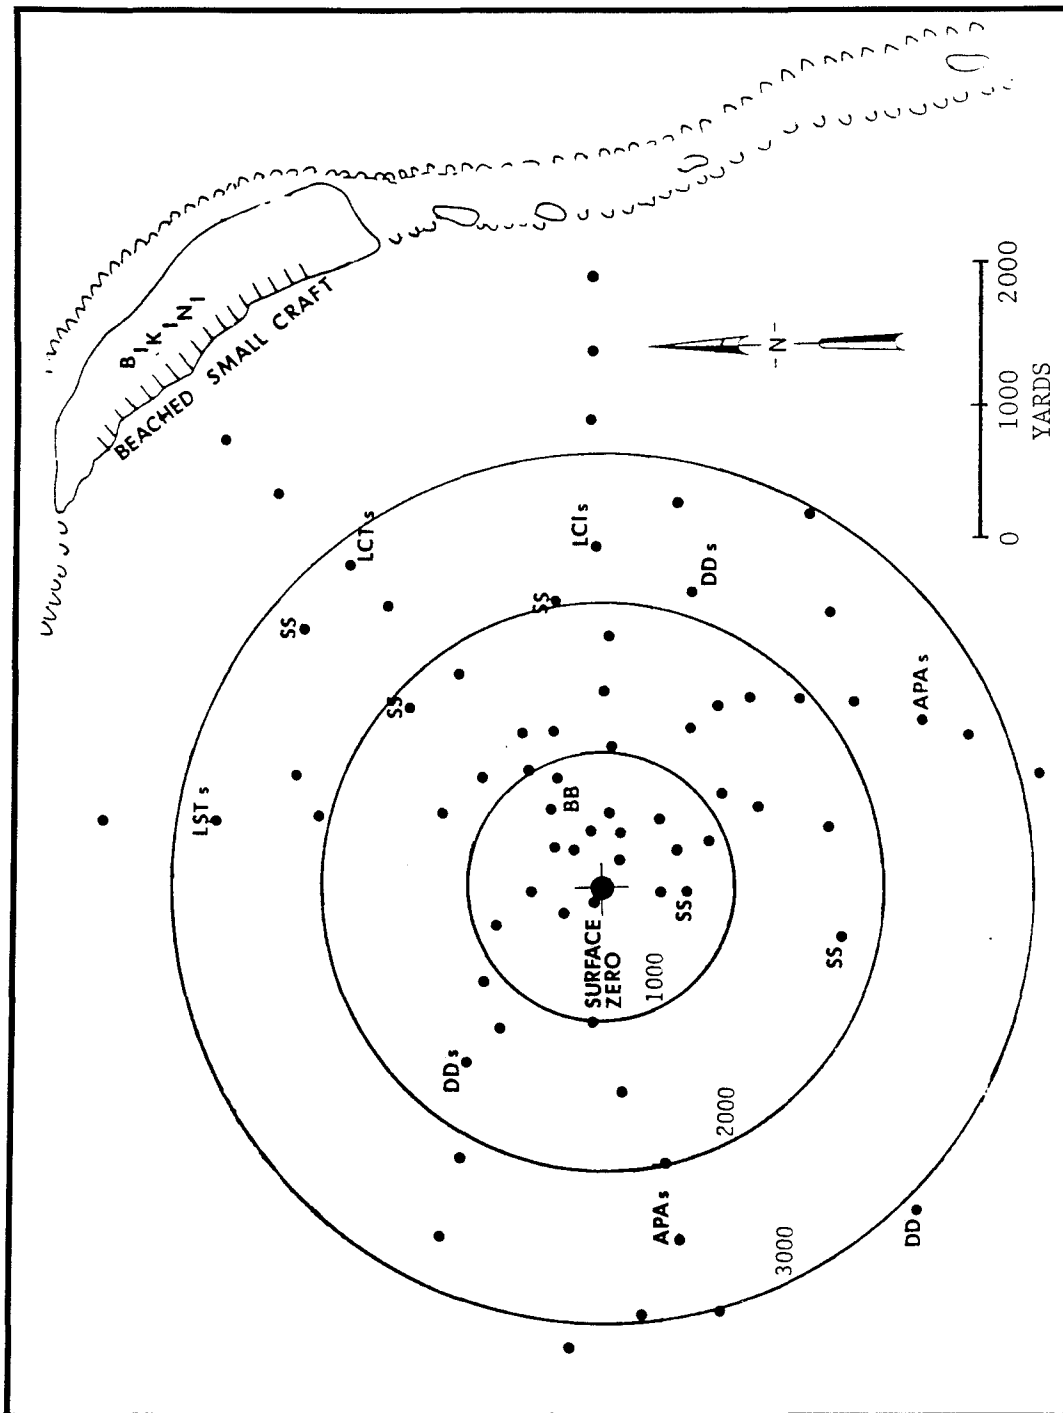 BIKINI
BEACHED SMALL CRAFT
LCTs
SS
SS
LSTs
SS
LCIs
DDs
APAs
BB
SS
SS
SURFACE
ZERO
1000
DDs
2000
APAs
3000
DD
-N-
0 1000 2000
YARDS